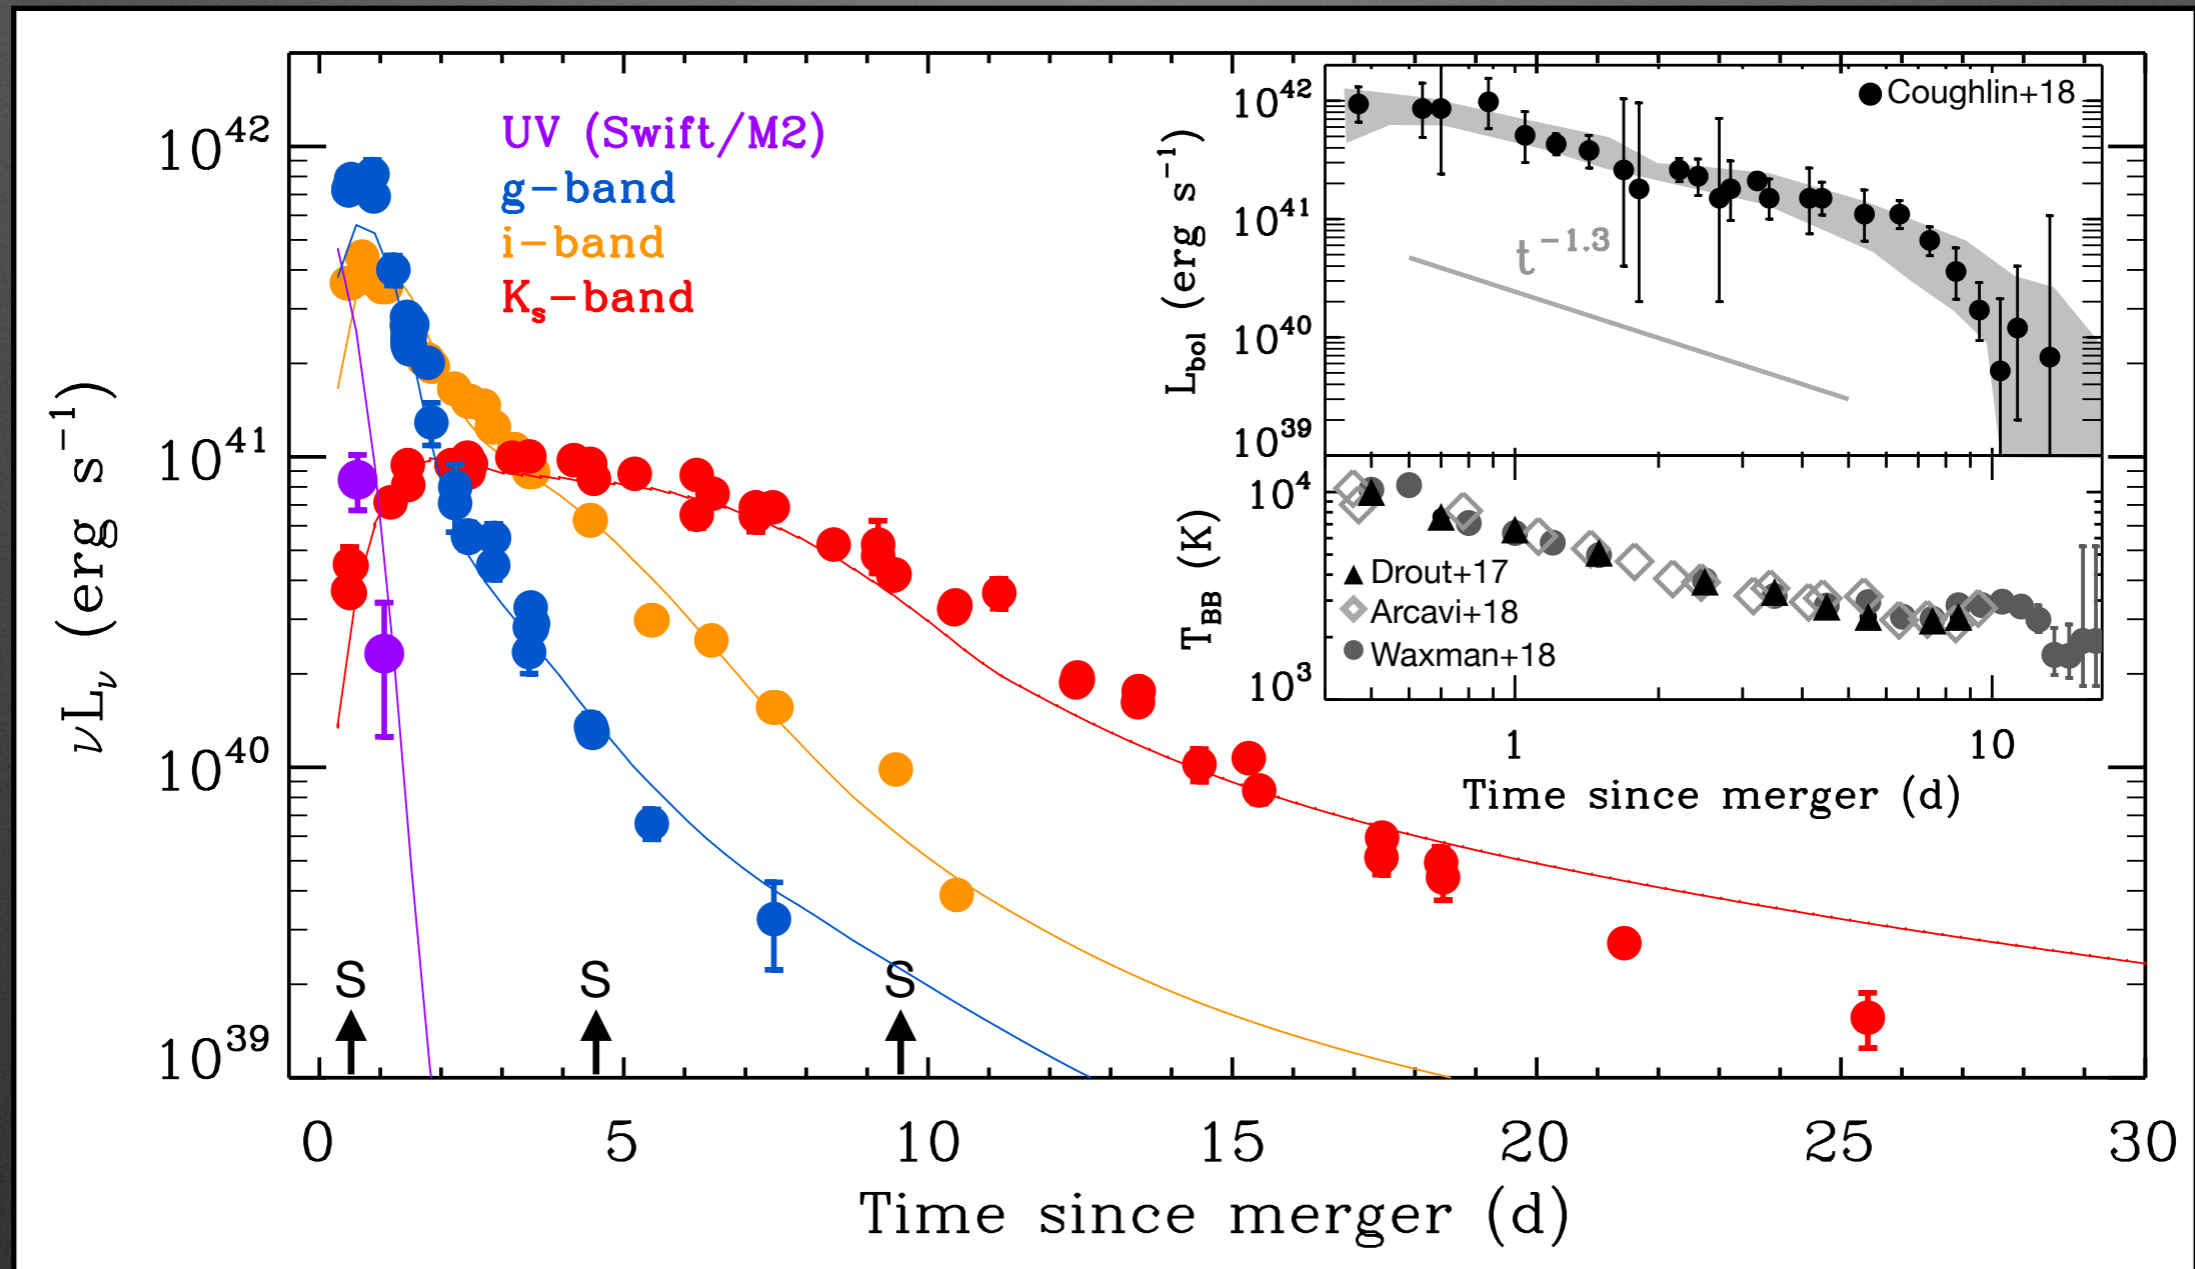 UV (Swift/M2)
g-band
i-band
Ks-band
10^42
10^41
10^40
10^39
νLν (erg s^-1)
S
S
S
0 5 10 15 20 25 30
Time since merger (d)
Coughlin+18
10^42
10^41
10^40
10^39
Lbol (erg s^-1)
t^-1.3
10^4
10^3
TBB (K)
Drout+17
Arcavi+18
Waxman+18
1 10
Time since merger (d)